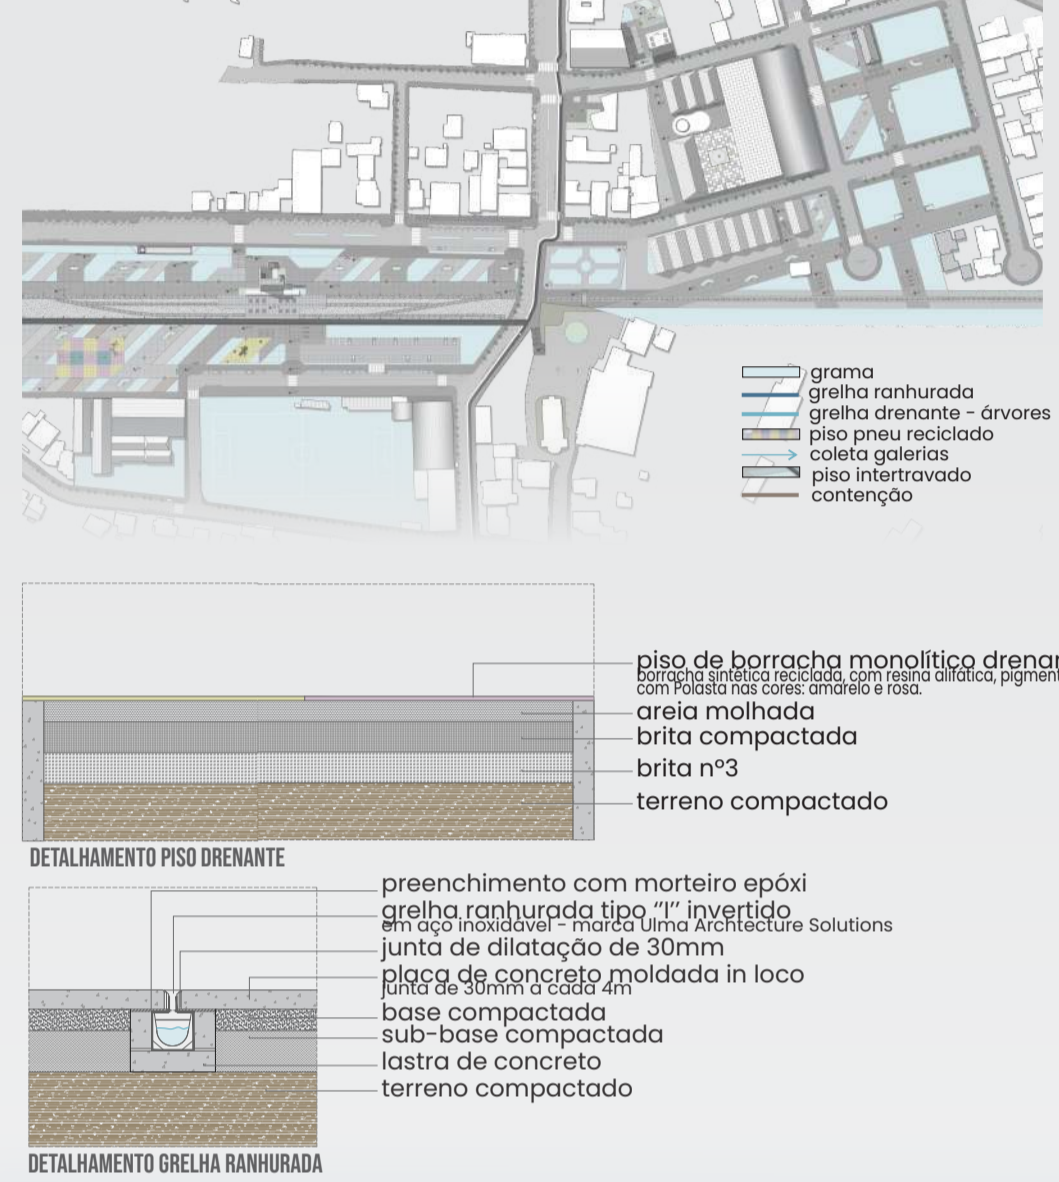 grama
grelha ranhurada
grelha drenante - árvores
piso pneu reciclado
coleta galerias
piso intertravado
contenção
piso de borracha monolítico
borracha sintética reciclada, com resina alifática,
com Polasta nas cores: amarelo e rosa.
areia molhada
brita compactada
brita nº3
terreno compactado
DETALHAMENTO PISO DRENANTE
preenchimento com morteiro epóxi
grelha ranhurada tipo “I” invertido
em aço inoxidável - marca Ulma Archtecture Solutions
junta de dilatação de 30mm
placa de concreto moldada in loco
junta de 30mm a cada 4m
base compactada
sub-base compactada
lastra de concreto
terreno compactado
DETALHAMENTO GRELHA RANHURADA